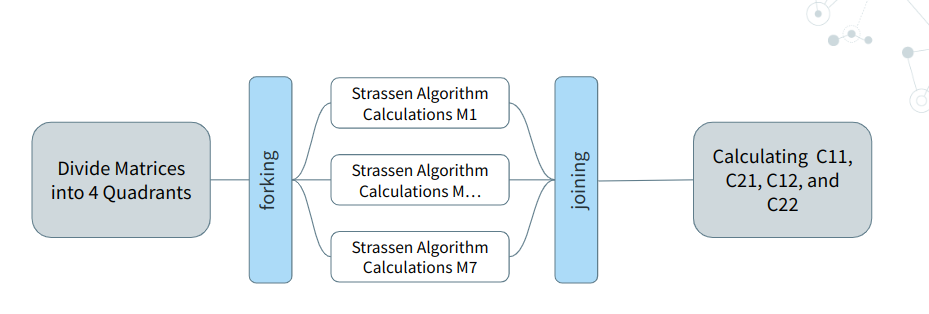 Divide Matrices
into 4 Quadrants
forking
Strassen Algorithm
Calculations M1
Strassen Algorithm
Calculations M...
Strassen Algorithm
Calculations M7
joining
Calculating C11,
C21, C12, and
C22